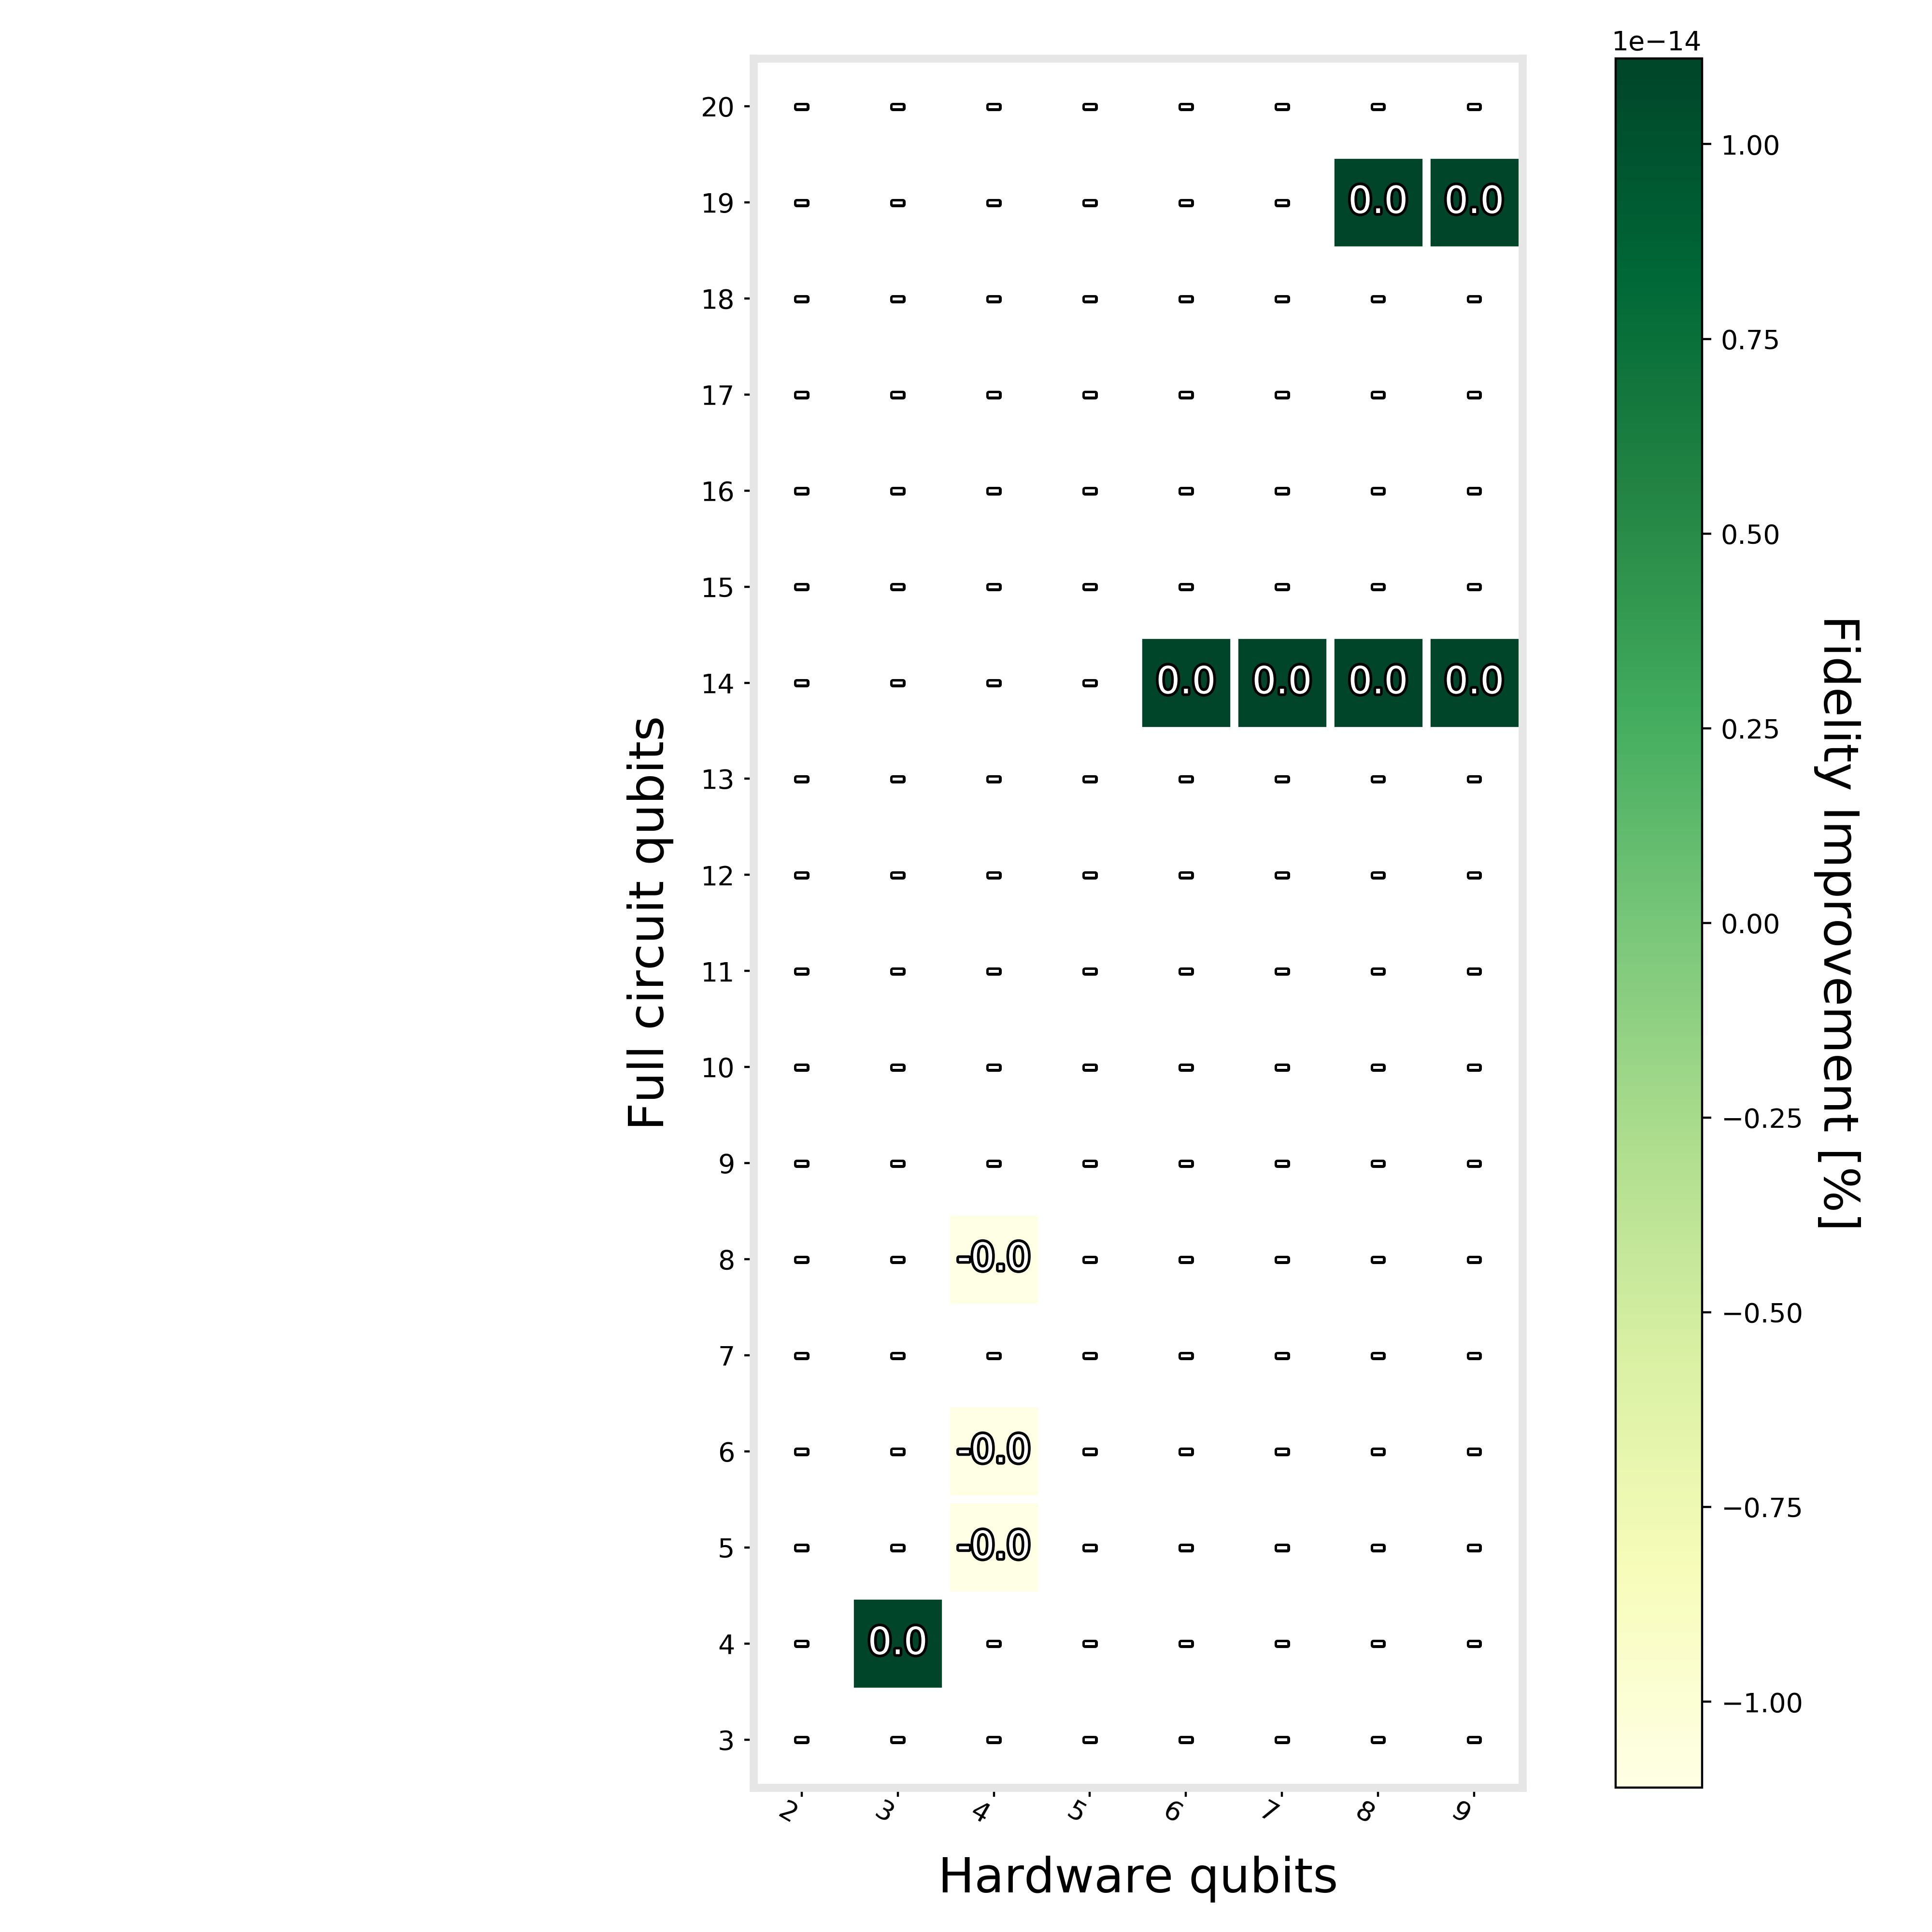 1e−14
20 - - - - - - - -
19 - - - - - - 0.0 0.0
18 - - - - - - - -
17 - - - - - - - -
16 - - - - - - - -
15 - - - - - - - -
14 - - - - 0.0 0.0 0.0 0.0
13 - - - - - - - -
12 - - - - - - - -
11 - - - - - - - -
10 - - - - - - - -
9 - - - - - - - -
8 - - -0.0 - - - - -
7 - - - - - - - -
6 - - -0.0 - - - - -
5 - - -0.0 - - - - -
4 - 0.0 - - - - - -
3 - - - - - - - -
2 3 4 5 6 7 8 9
Hardware qubits
Full circuit qubits
1.00
0.75
0.50
0.25
0.00
−0.25
−0.50
−0.75
−1.00
Fidelity Improvement [%]